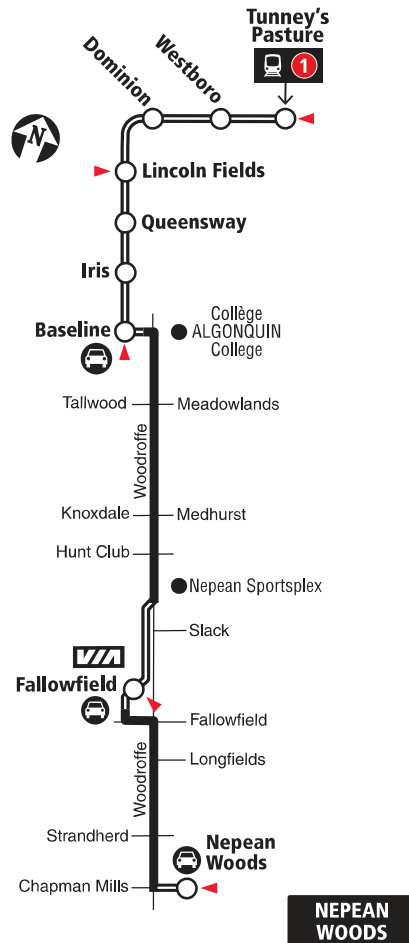 Tunney's
Pasture
1
Westboro
Dominion
N
Lincoln Fields
Queensway
Iris
Baseline
Collège
ALGONQUIN
College
Tallwood
Meadowlands
Woodroffe
Knoxdale
Medhurst
Hunt Club
Nepean Sportsplex
Slack
VIA
Fallowfield
Fallowfield
Longfields
Woodroffe
Strandherd
Nepean
Woods
Chapman Mills
NEPEAN
WOODS